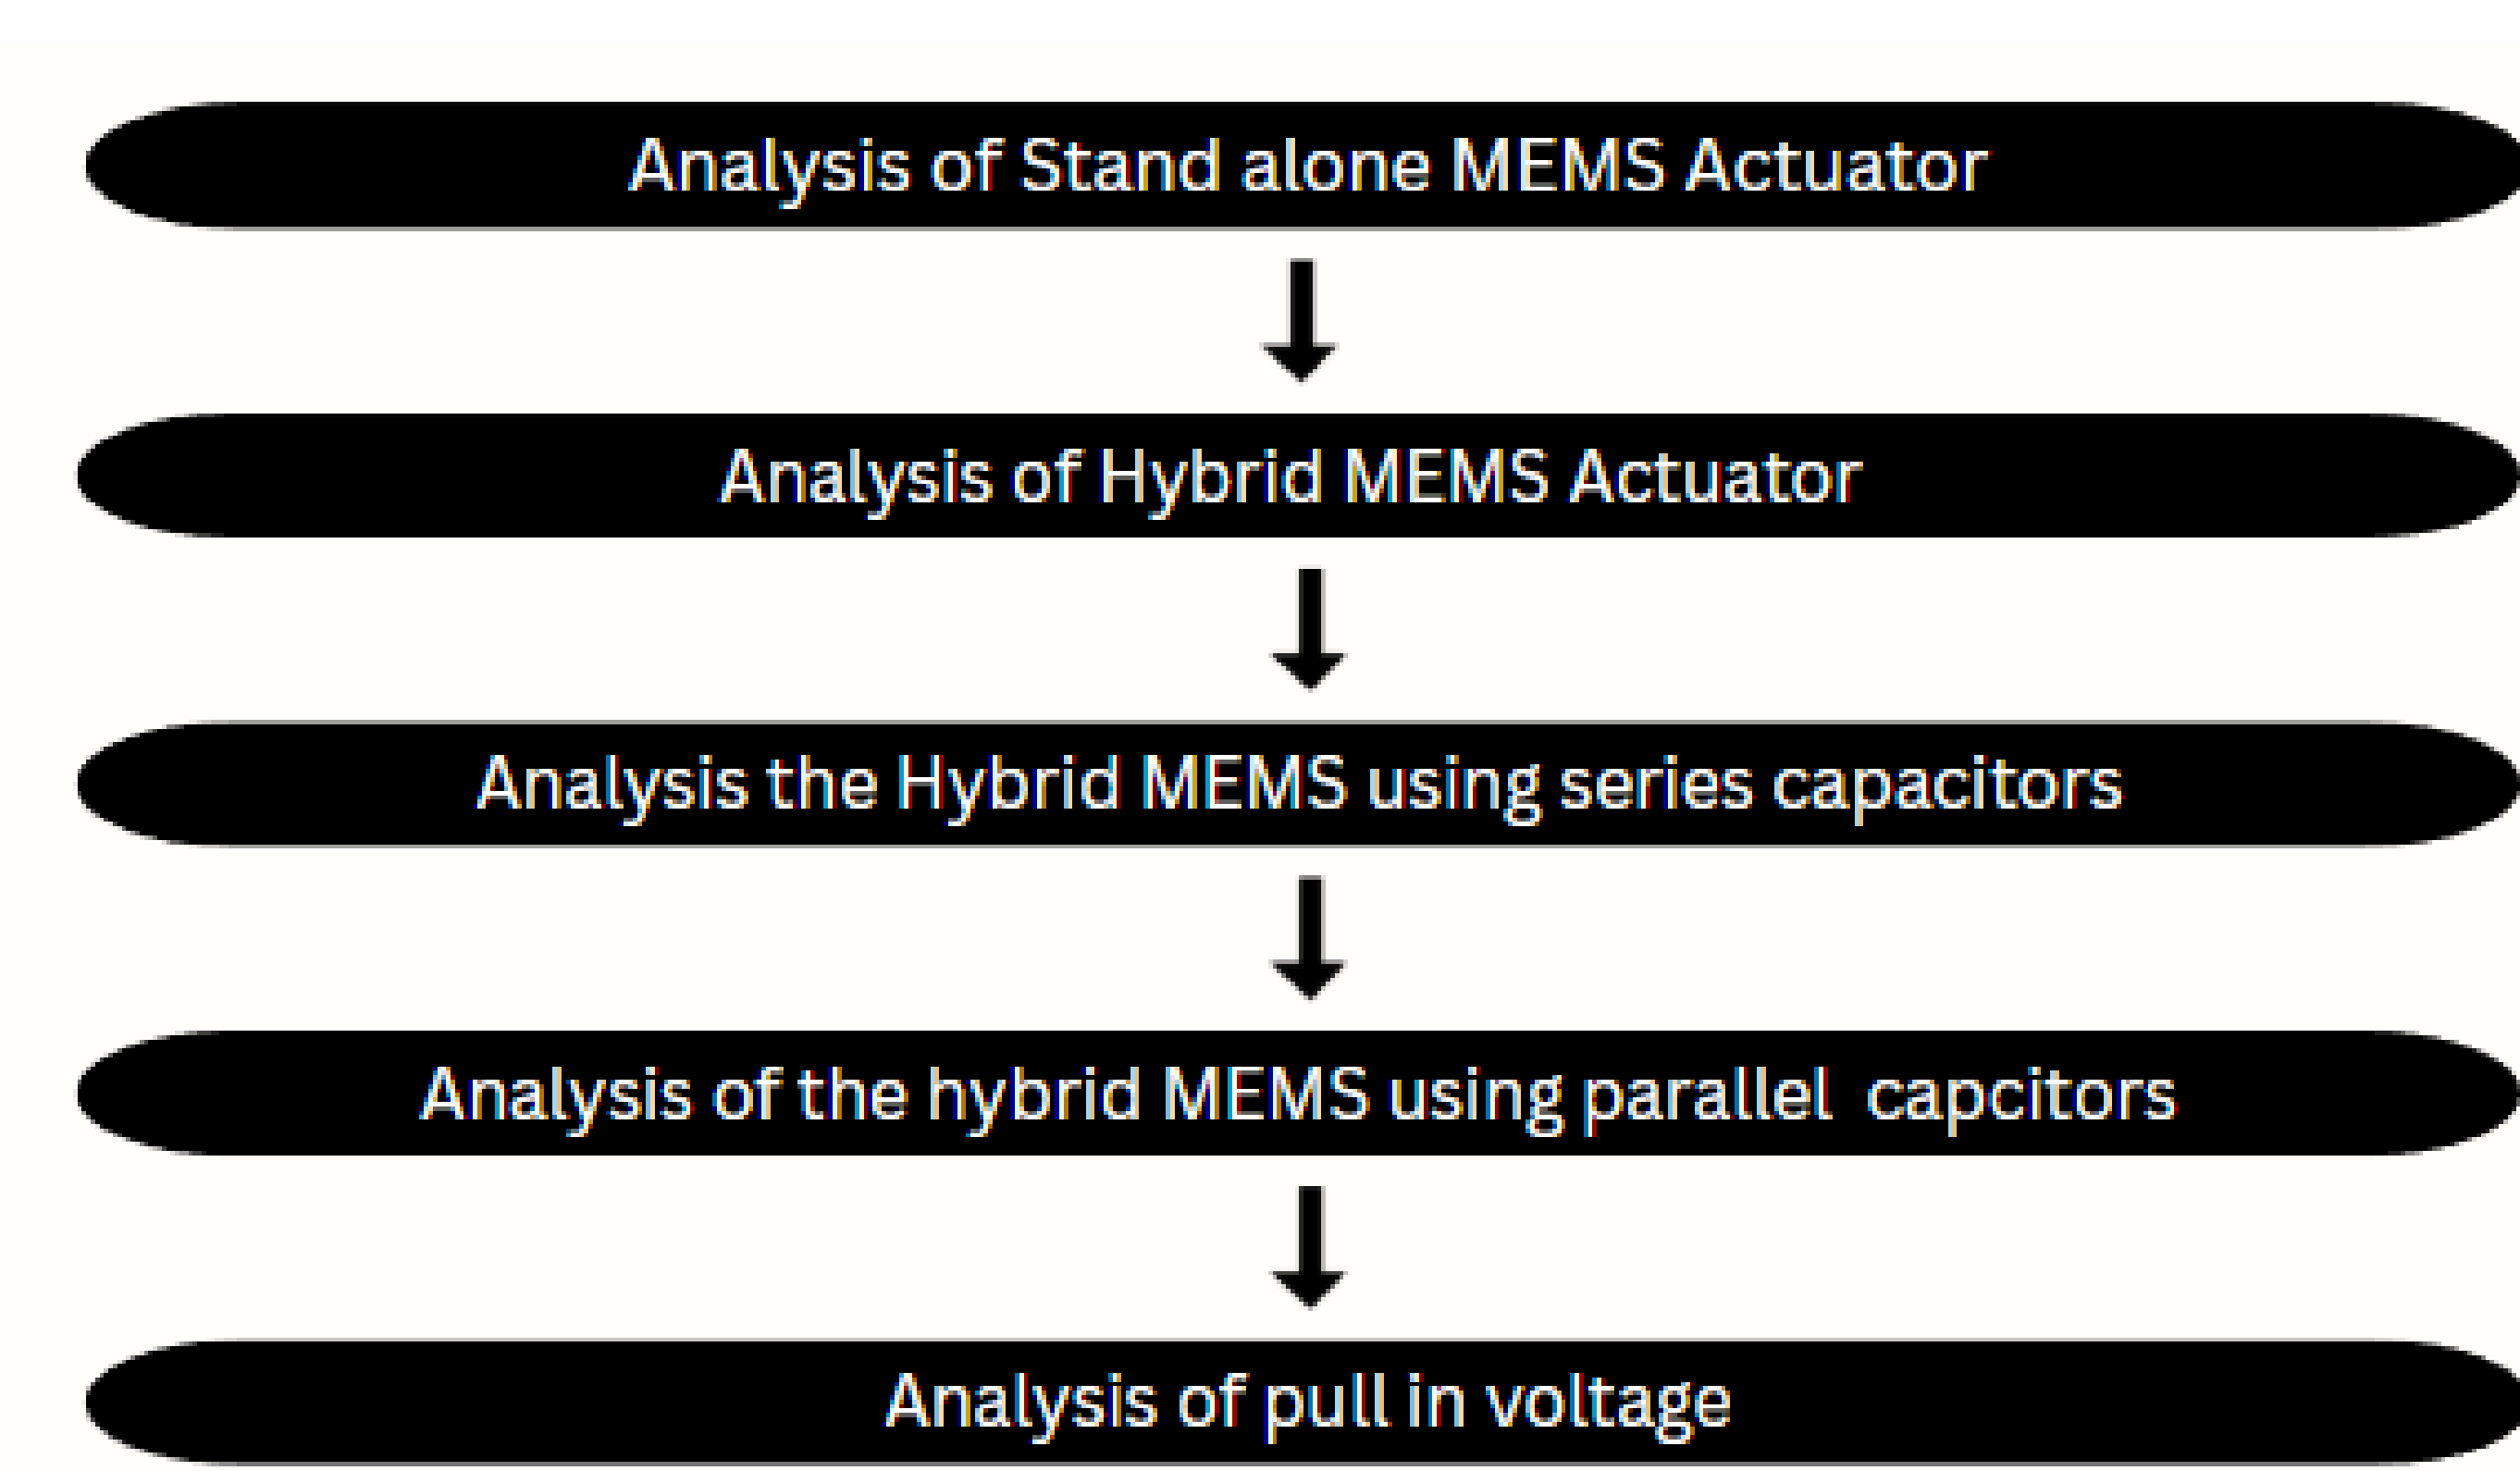 Analysis of Stand alone MEMS Actuator
Analysis of Hybrid MEMS Actuator
Analysis the Hybrid MEMS using series capacitors
Analysis of the hybrid MEMS using parallel  capcitors
Analysis of pull in voltage